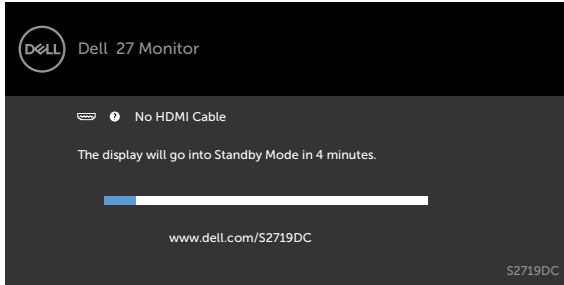 DELL
Dell 27 Monitor
? No HDMI Cable
The display will go into Standby Mode in 4 minutes.
www.dell.com/S2719DC
S2719DC